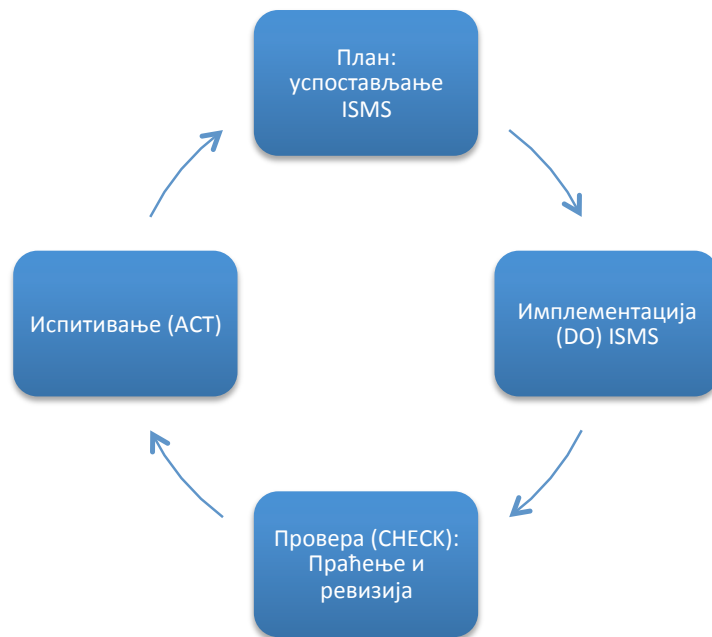 План:
успостављање
ISMS
Имплементација
(DO) ISMS
Провера (CHECK):
Праћење и
ревизија
Испитивање (ACT)